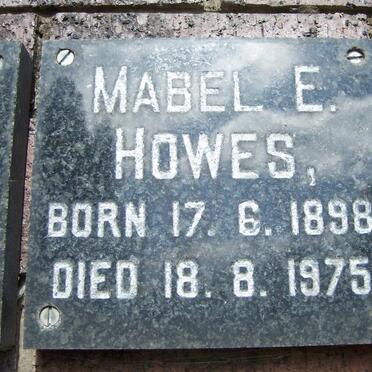 MABEL E.
HOWES,
BORN 17. 6. 1898
DIED 18. 8. 1975